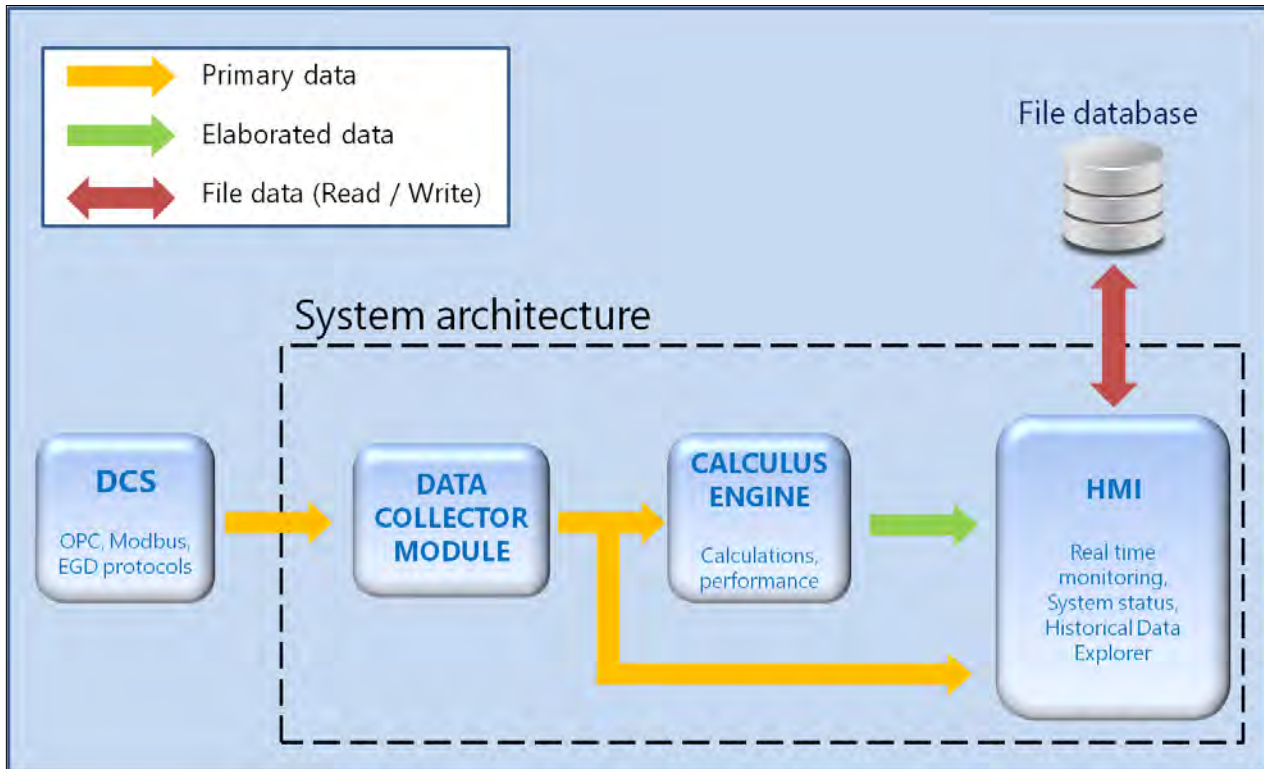 Primary data
Elaborated data
File data (Read / Write)
File database
System architecture
DCS
OPC, Modbus,
EGD protocols
DATA
COLLECTOR
MODULE
CALCULUS
ENGINE
Calculations,
performance
HMI
Real time
monitoring,
System status,
Historical Data
Explorer